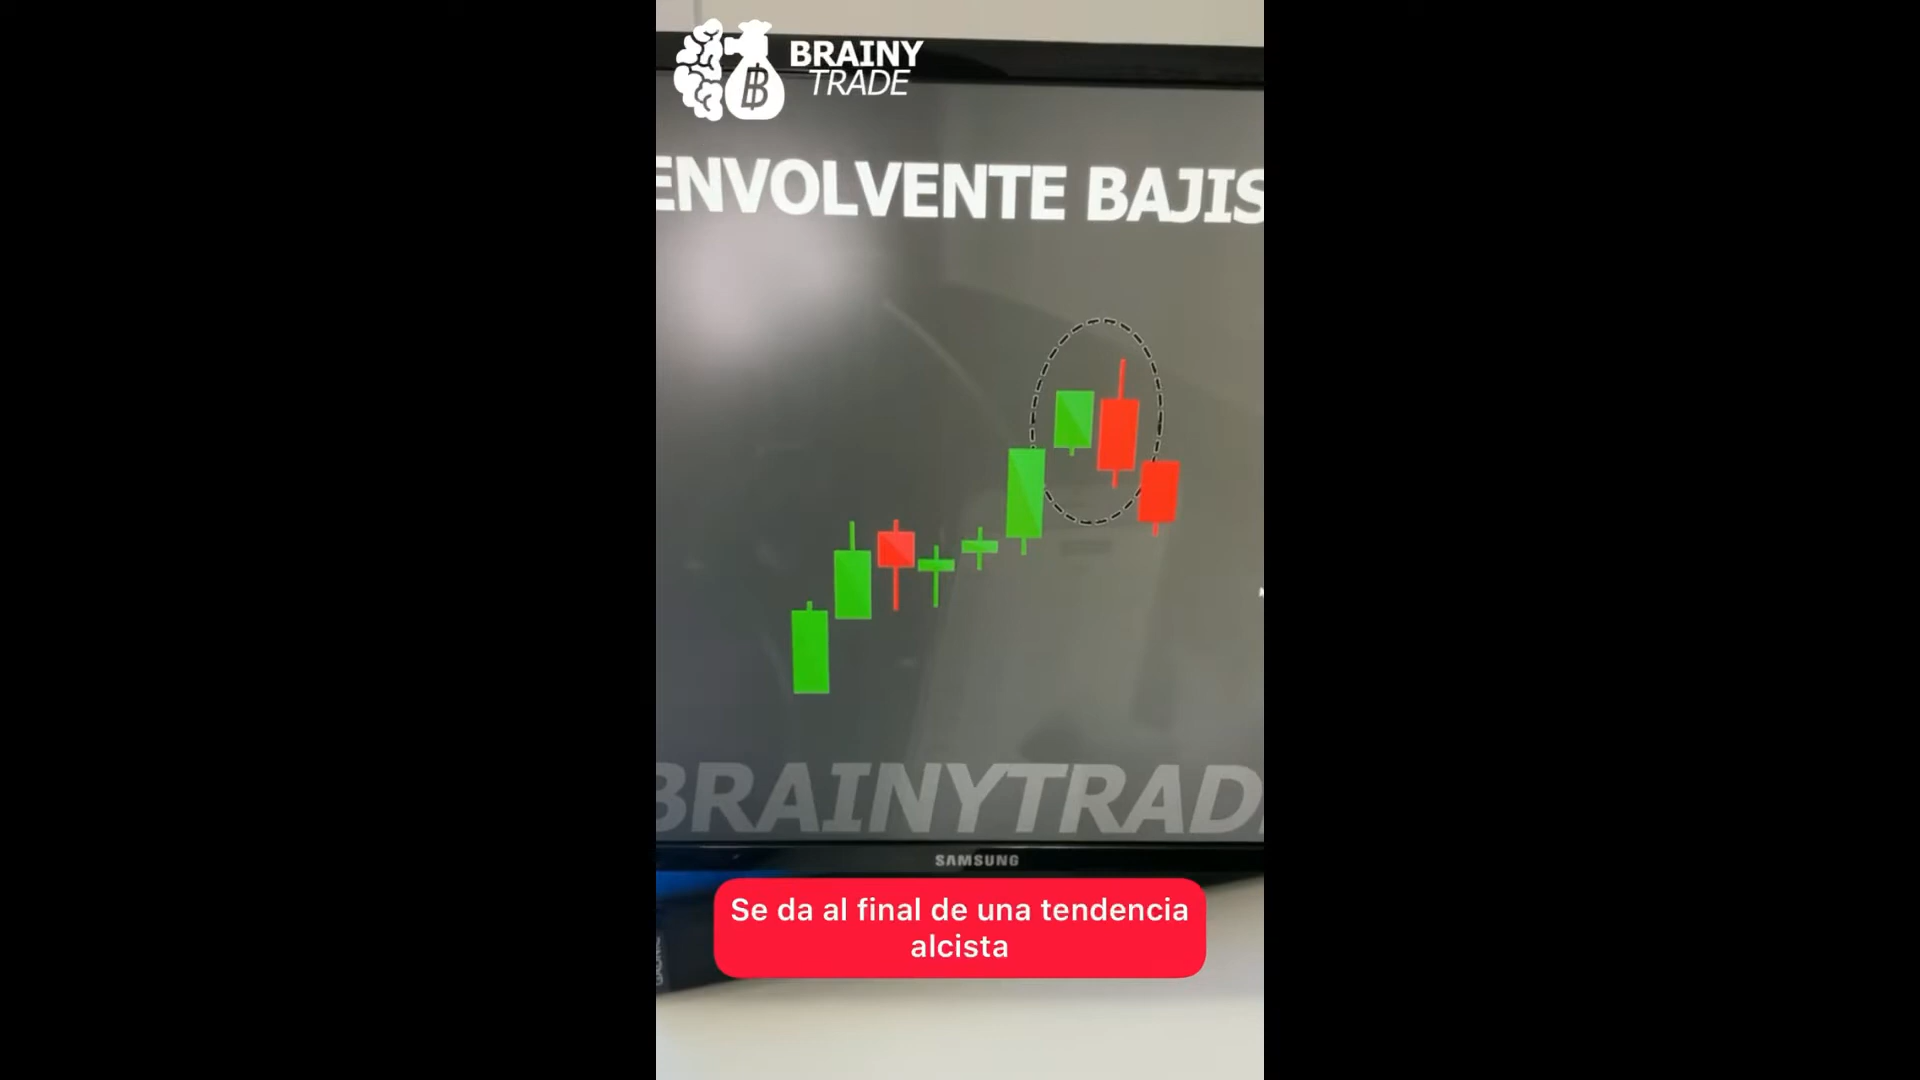 BRAINY
TRADE
ENVOLVENTE BAJIS
BRAINYTRAD
SAMSUNG
Se da al final de una tendencia
alcista